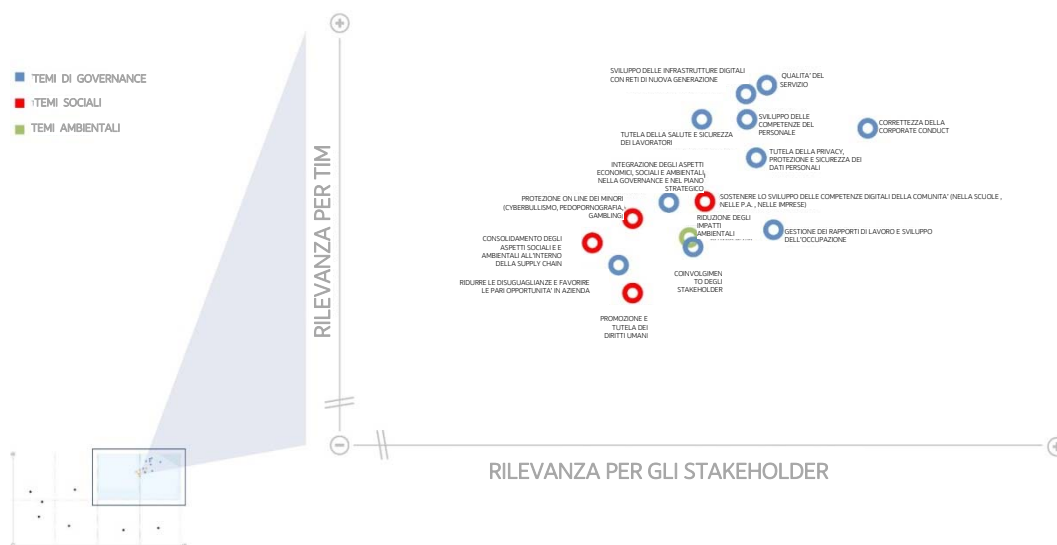 TEMI DI GOVERNANCE
TEMI SOCIALI
TEMI AMBIENTALI
RILEVANZA PER TIM
SVILUPPO DELLE INFRASTRUTTURE DIGITALI
CON RETI DI NUOVA GENERAZIONE
QUALITA' DEL
SERVIZIO
SVILUPPO DELLE
COMPETENZE DEL
PERSONALE
CORRETTEZZA DELLA
CORPORATE CONDUCT
TUTELA DELLA SALUTE E SICUREZZA
DEI LAVORATORI
TUTELA DELLA PRIVACY,
PROTEZIONE E SICUREZZA DEI
DATI PERSONALI
INTEGRAZIONE DEGLI ASPETTI
ECONOMICI, SOCIALI E AMBIENTALI
NELLA GOVERNANCE E NEL PIANO
STRATEGICO
PROTEZIONE ON LINE DEI MINORI
(CYBERBULLISMO, PEDOPORNOGRAFIA,
GAMBLING)
SOSTENERE LO SVILUPPO DELLE COMPETENZE DIGITALI DELLA COMUNITA' (NELLA SCUOLE ,
NELLE P.A. , NELLE IMPRESE)
RIDUZIONE DEGLI
IMPATTI
AMBIENTALI
GESTIONE DEI RAPPORTI DI LAVORO E SVILUPPO
DELL'OCCUPAZIONE
CONSOLIDAMENTO DEGLI
ASPETTI SOCIALI E E
AMBIENTALI ALL'INTERNO
DELLA SUPPLY CHAIN
COINVOLGIMEN
TO DEGLI
STAKEHOLDER
RIDURRE LE DISUGUAGLIANZE E FAVORIRE
LE PARI OPPORTUNITA' IN AZIENDA
PROMOZIONE E
TUTELA DEI
DIRITTI UMANI
RILEVANZA PER GLI STAKEHOLDER